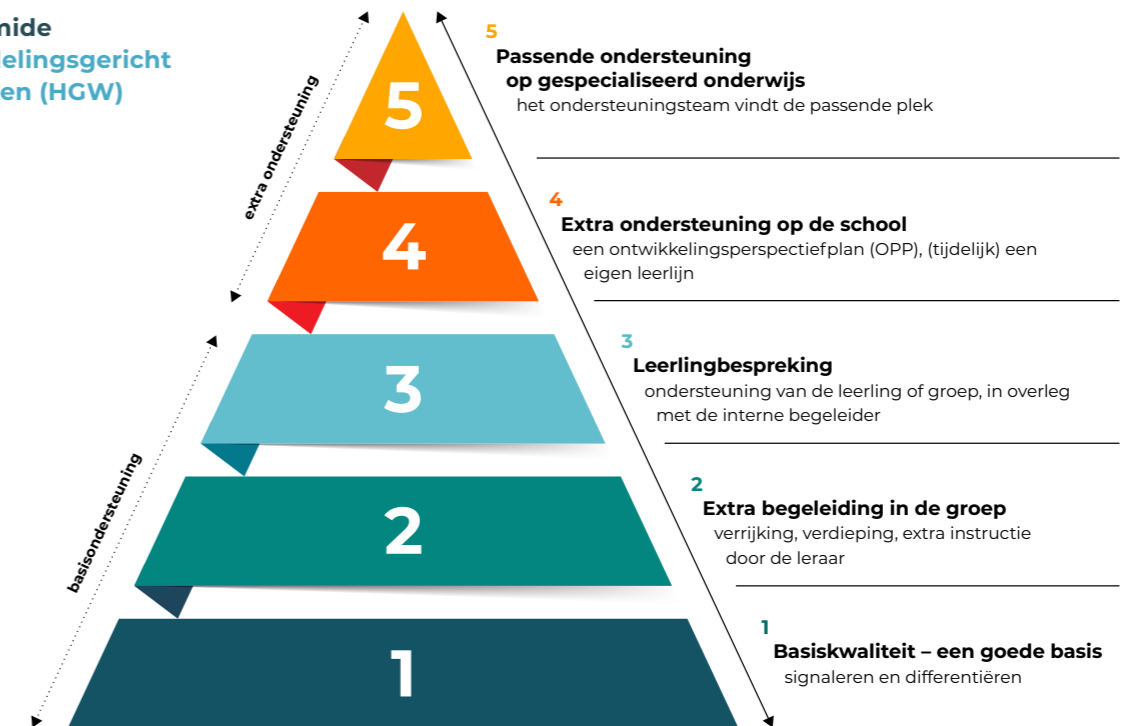 mide
elingsgericht
en (HGW)
extra ondersteuning
basisondersteuning
5
4
3
2
1
5
Passende ondersteuning
op gespecialiseerd onderwijs
het ondersteuningsteam vindt de passende plek
4
Extra ondersteuning op de school
een ontwikkelingsperspectiefplan (OPP), (tijdelijk) een
eigen leerlijn
3
Leerlingbespreking
ondersteuning van de leerling of groep, in overleg
met de interne begeleider
2
Extra begeleiding in de groep
verrijking, verdieping, extra instructie
door de leraar
1
Basiskwaliteit – een goede basis
signaleren en differentiëren